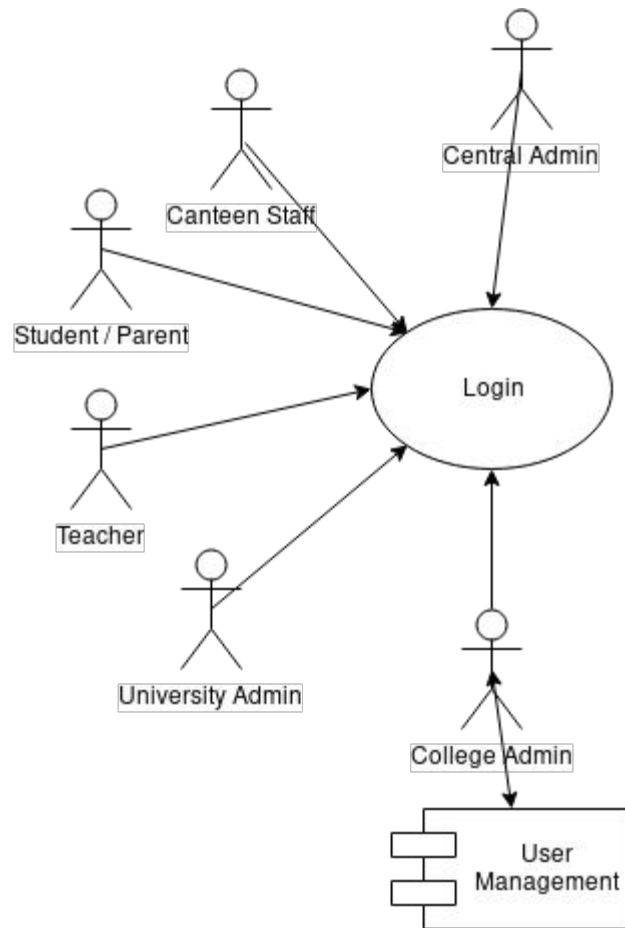 Central Admin
Canteen Staff
Student / Parent
Login
Teacher
University Admin
College Admin
User
Management